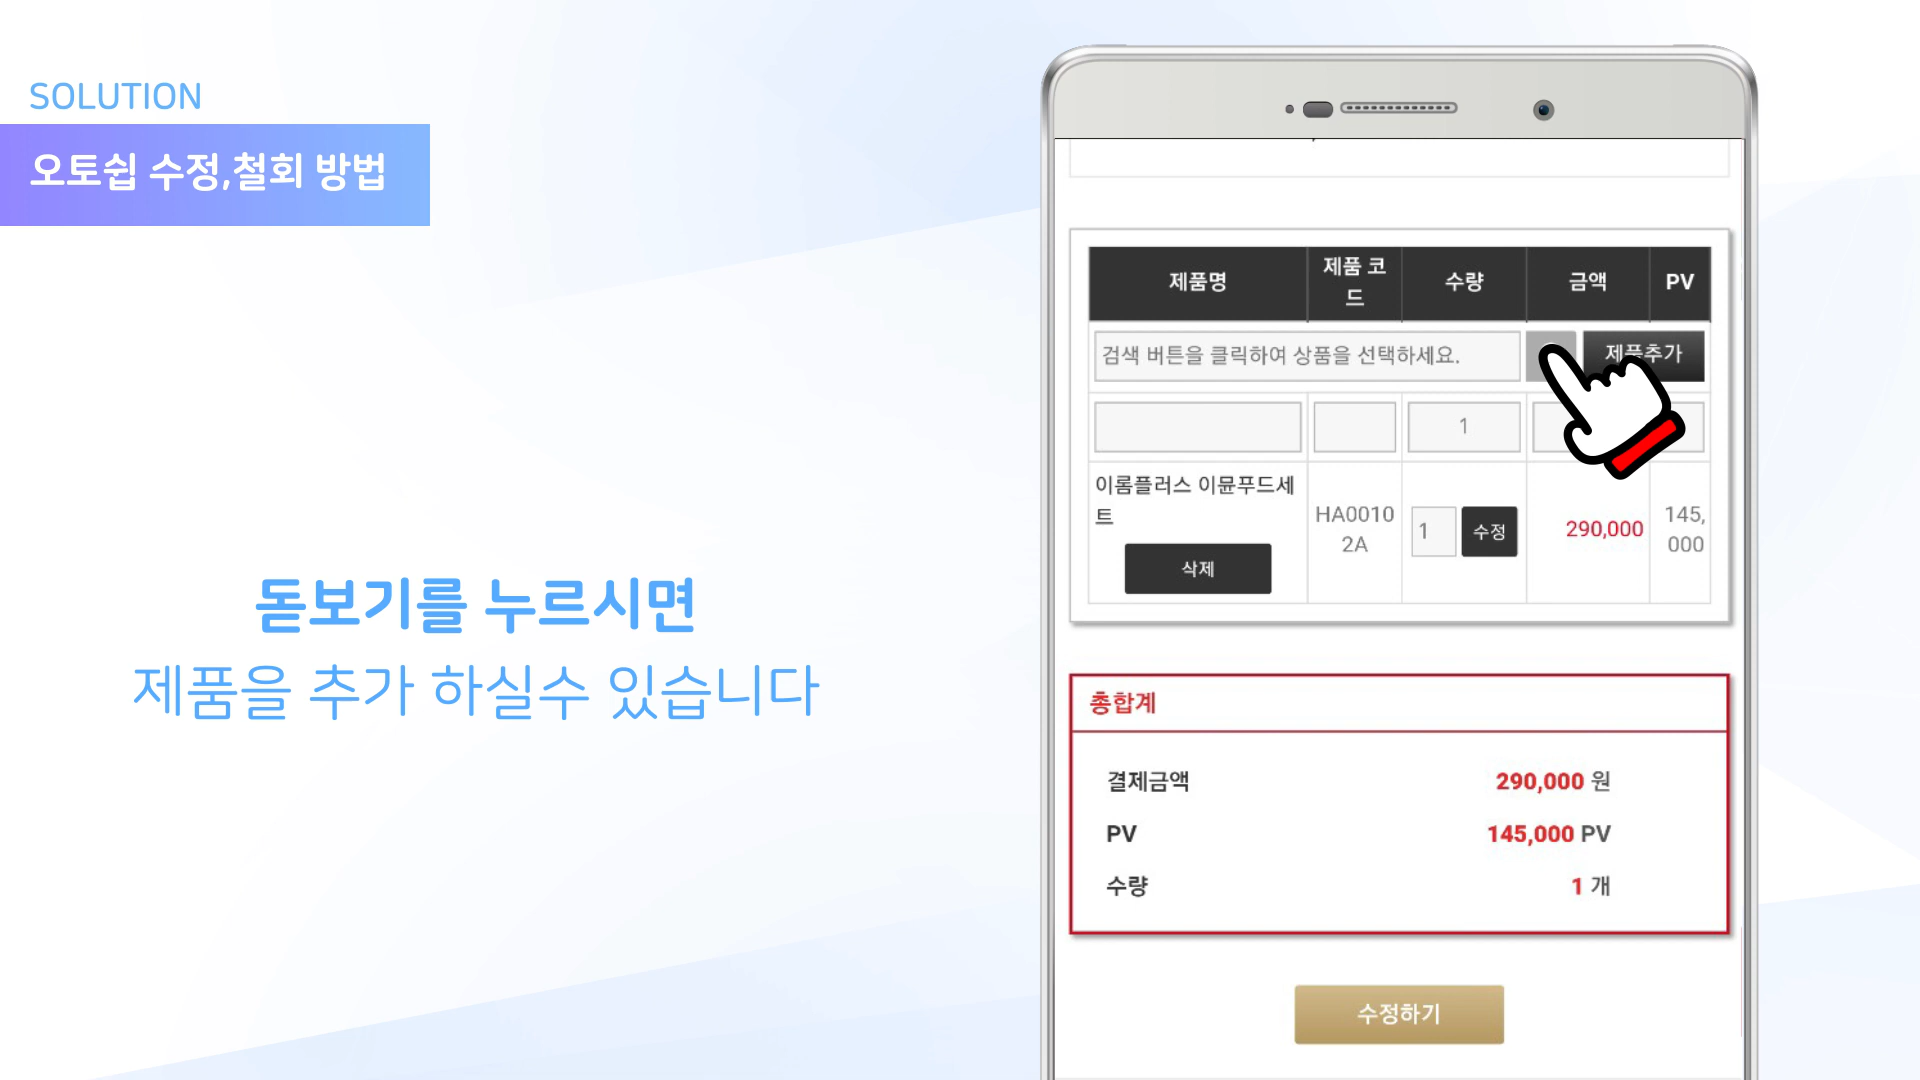 SOLUTION
오토쉽 수정,철회 방법
돋보기를 누르시면
제품을 추가 하실수 있습니다
제품명
제품 코
드
수량
금액
PV
검색 버튼을 클릭하여 상품을 선택하세요.
제품추가
1
이롬플러스 이뮨푸드세
트
삭제
HA0010
2A
1
수정
290,000
145,
000
총합계
결제금액
290,000 원
PV
145,000 PV
수량
1 개
수정하기